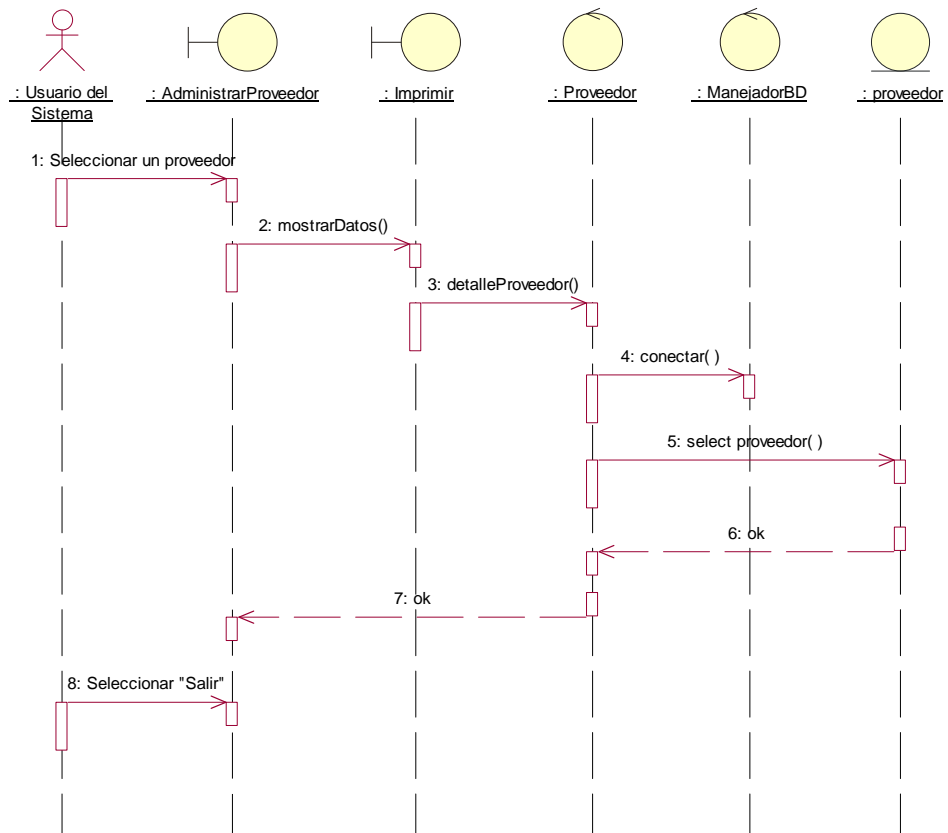 : Usuario del
Sistema
: AdministrarProveedor
: Imprimir
: Proveedor
: ManejadorBD
: proveedor
1: Seleccionar un proveedor
2: mostrarDatos()
3: detalleProveedor()
4: conectar( )
5: select proveedor( )
6: ok
7: ok
8: Seleccionar "Salir"